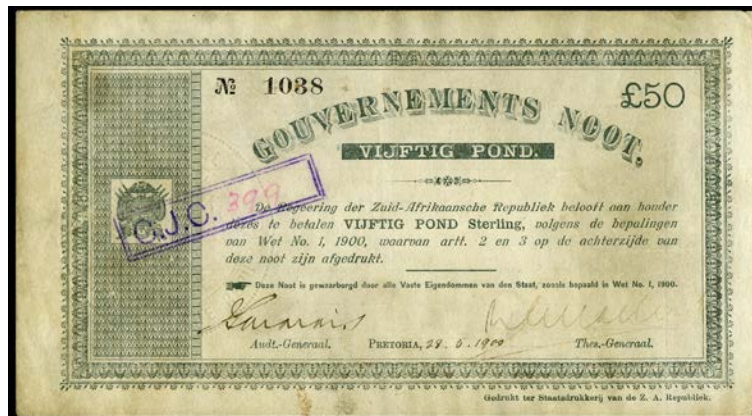 № 1038
£50
GOUVERNEMENTS NOOT,
VIJFTIG POND.
C.J.C. 399
De Regeering der Zuid-Afrikaansche Republiek belooft aan houder
dezes te betalen VIJFTIG POND Sterling, volgens de bepalingen
van Wet No. 1, 1900, waarvan artt. 2 en 3 op de achterzijde van
deze noot zijn afgedrukt.
Deze Noot is gewaarborgd door alle Vaste Eigendommen van den Staat, zooals bepaald in Wet No. 1, 1900.
Audt.-Generaal. PRETORIA, 28. 5. 1900 Thes.-Generaal.
Gedrukt ter Staatsdrukkerij van de Z. A. Republiek.